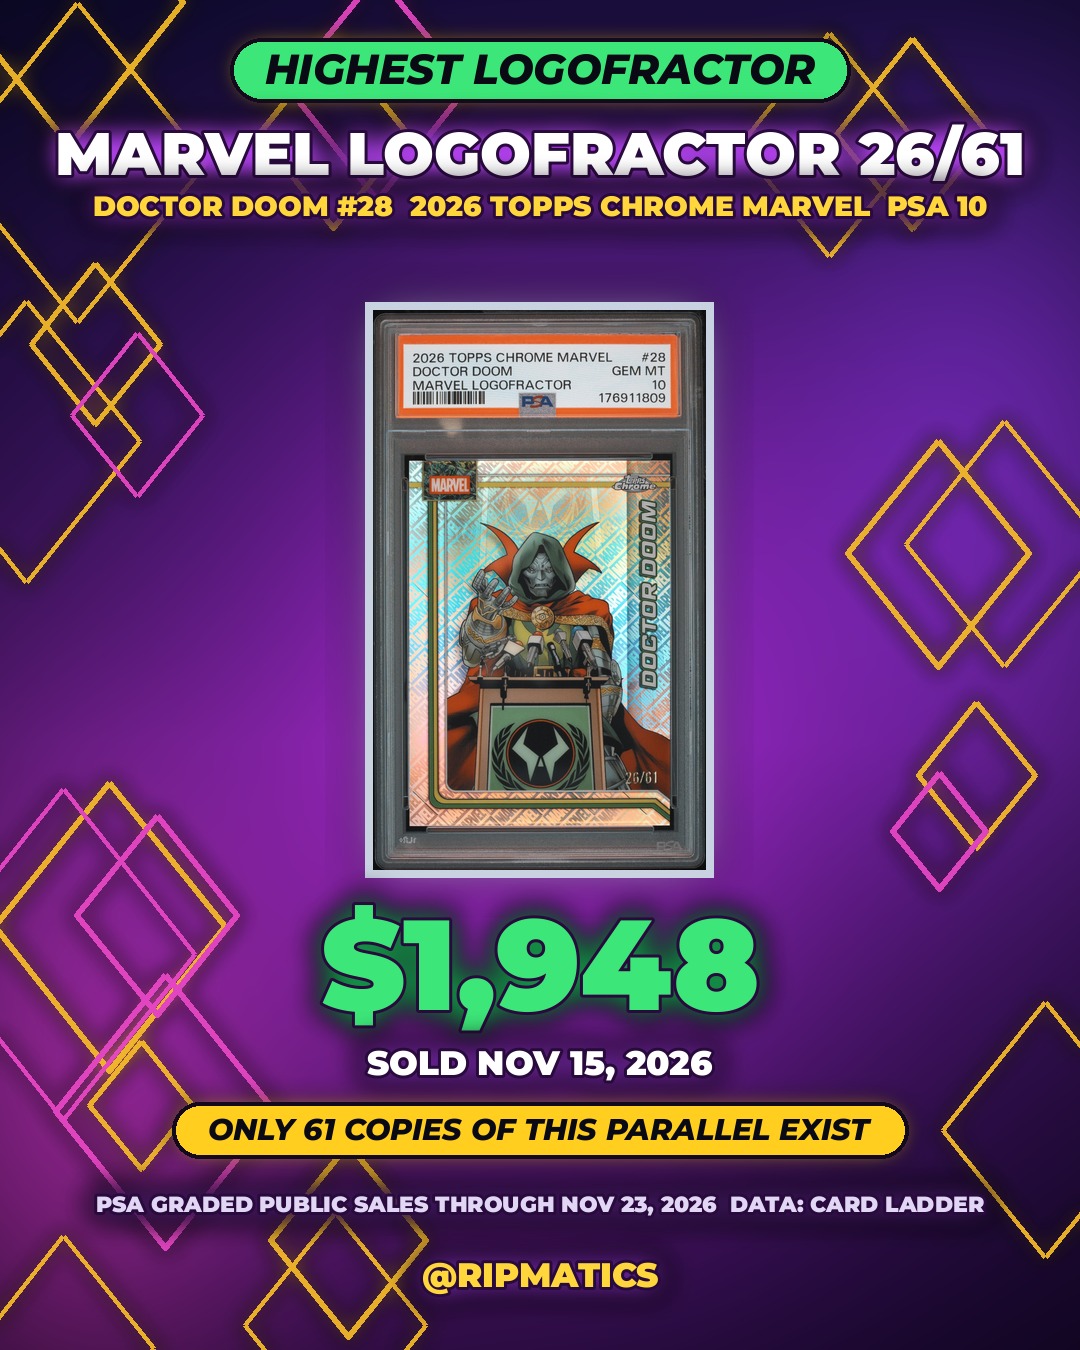 HIGHEST LOGOFRACTOR
MARVEL LOGOFRACTOR 26/61
DOCTOR DOOM #28 2026 TOPPS CHROME MARVEL PSA 10
2026 TOPPS CHROME MARVEL #28
DOCTOR DOOM GEM MT
MARVEL LOGOFRACTOR 10
PSA 176911809
MARVEL
Topps Chrome
DOCTOR DOOM
26/61
PSA
$1,948
SOLD NOV 15, 2026
ONLY 61 COPIES OF THIS PARALLEL EXIST
PSA GRADED PUBLIC SALES THROUGH NOV 23, 2026 DATA: CARD LADDER
@RIPMATICS